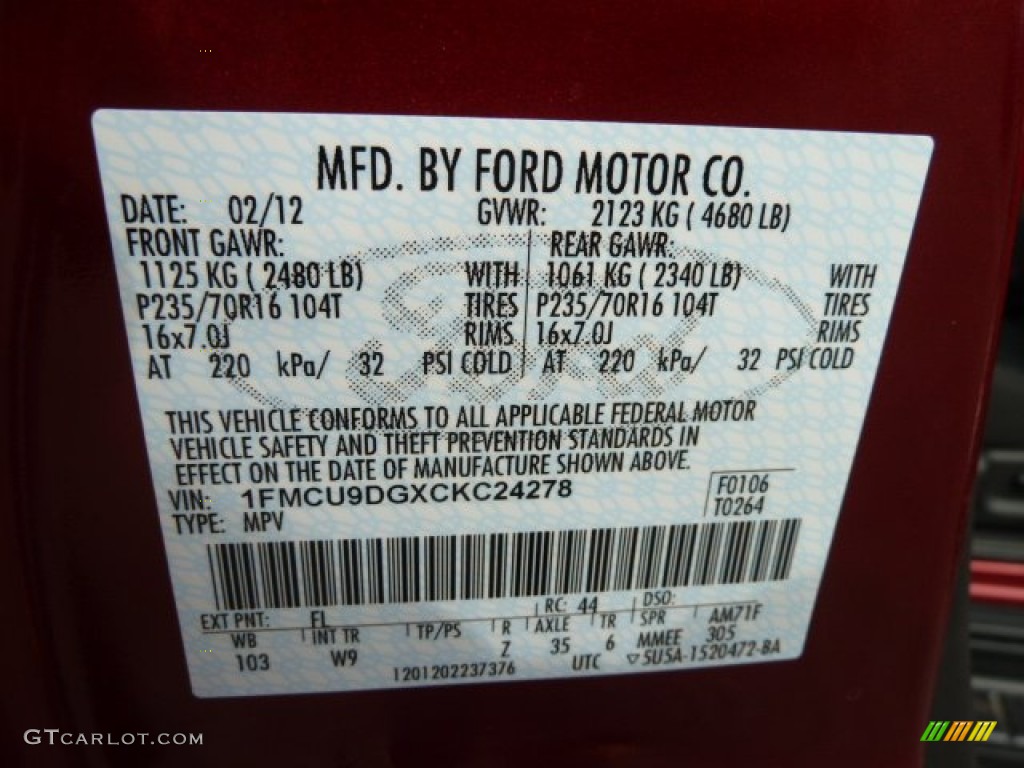 MFD. BY FORD MOTOR CO.
DATE: 02/12 GVWR: 2123 KG ( 4680 LB)
FRONT GAWR: REAR GAWR:
1125 KG ( 2480 LB) WITH 1061 KG ( 2340 LB) WITH
P235/70R16 104T TIRES P235/70R16 104T TIRES
16x7.0J RIMS 16x7.0J RIMS
AT 220 kPa/ 32 PSI COLD AT 220 kPa/ 32 PSI COLD
THIS VEHICLE CONFORMS TO ALL APPLICABLE FEDERAL MOTOR
VEHICLE SAFETY AND THEFT PREVENTION STANDARDS IN
EFFECT ON THE DATE OF MANUFACTURE SHOWN ABOVE.
VIN: 1FMCU9DGXCKC24278 F0106
TYPE: MPV T0264
EXT PNT: FL RC: 44 DSO:
WB INT TR TP/PS R AXLE TR SPR AM71F
103 W9 Z 35 6 MMEE 305
1201202237376 UTC ▽SU5A-1520472-BA
GTCARLOT.COM